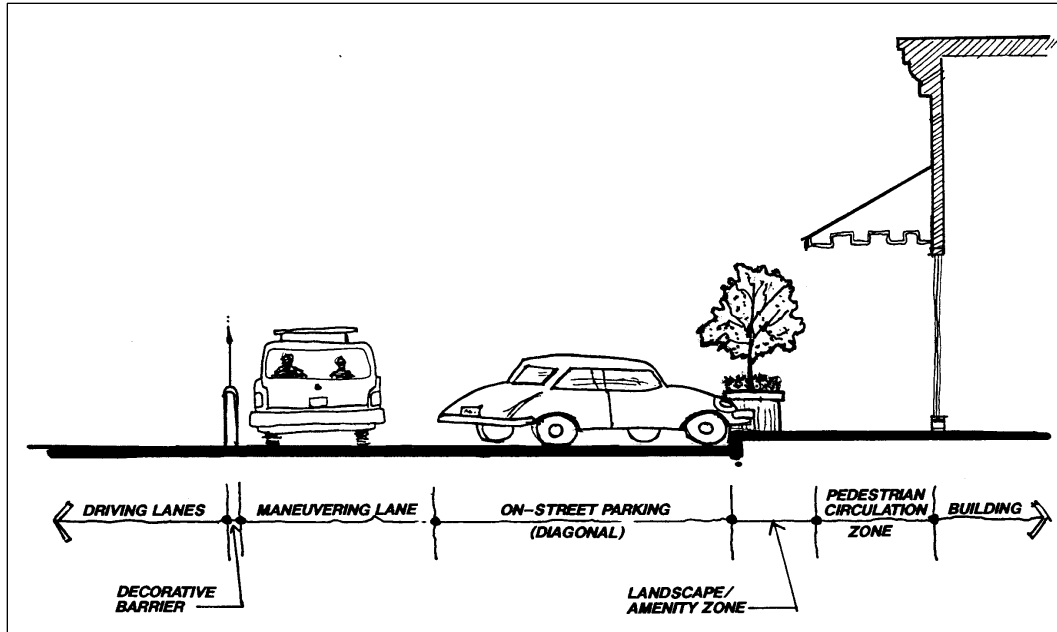 DRIVING LANES
MANEUVERING LANE
ON-STREET PARKING
(DIAGONAL)
PEDESTRIAN
CIRCULATION
ZONE
BUILDING
DECORATIVE
BARRIER
LANDSCAPE/
AMENITY ZONE